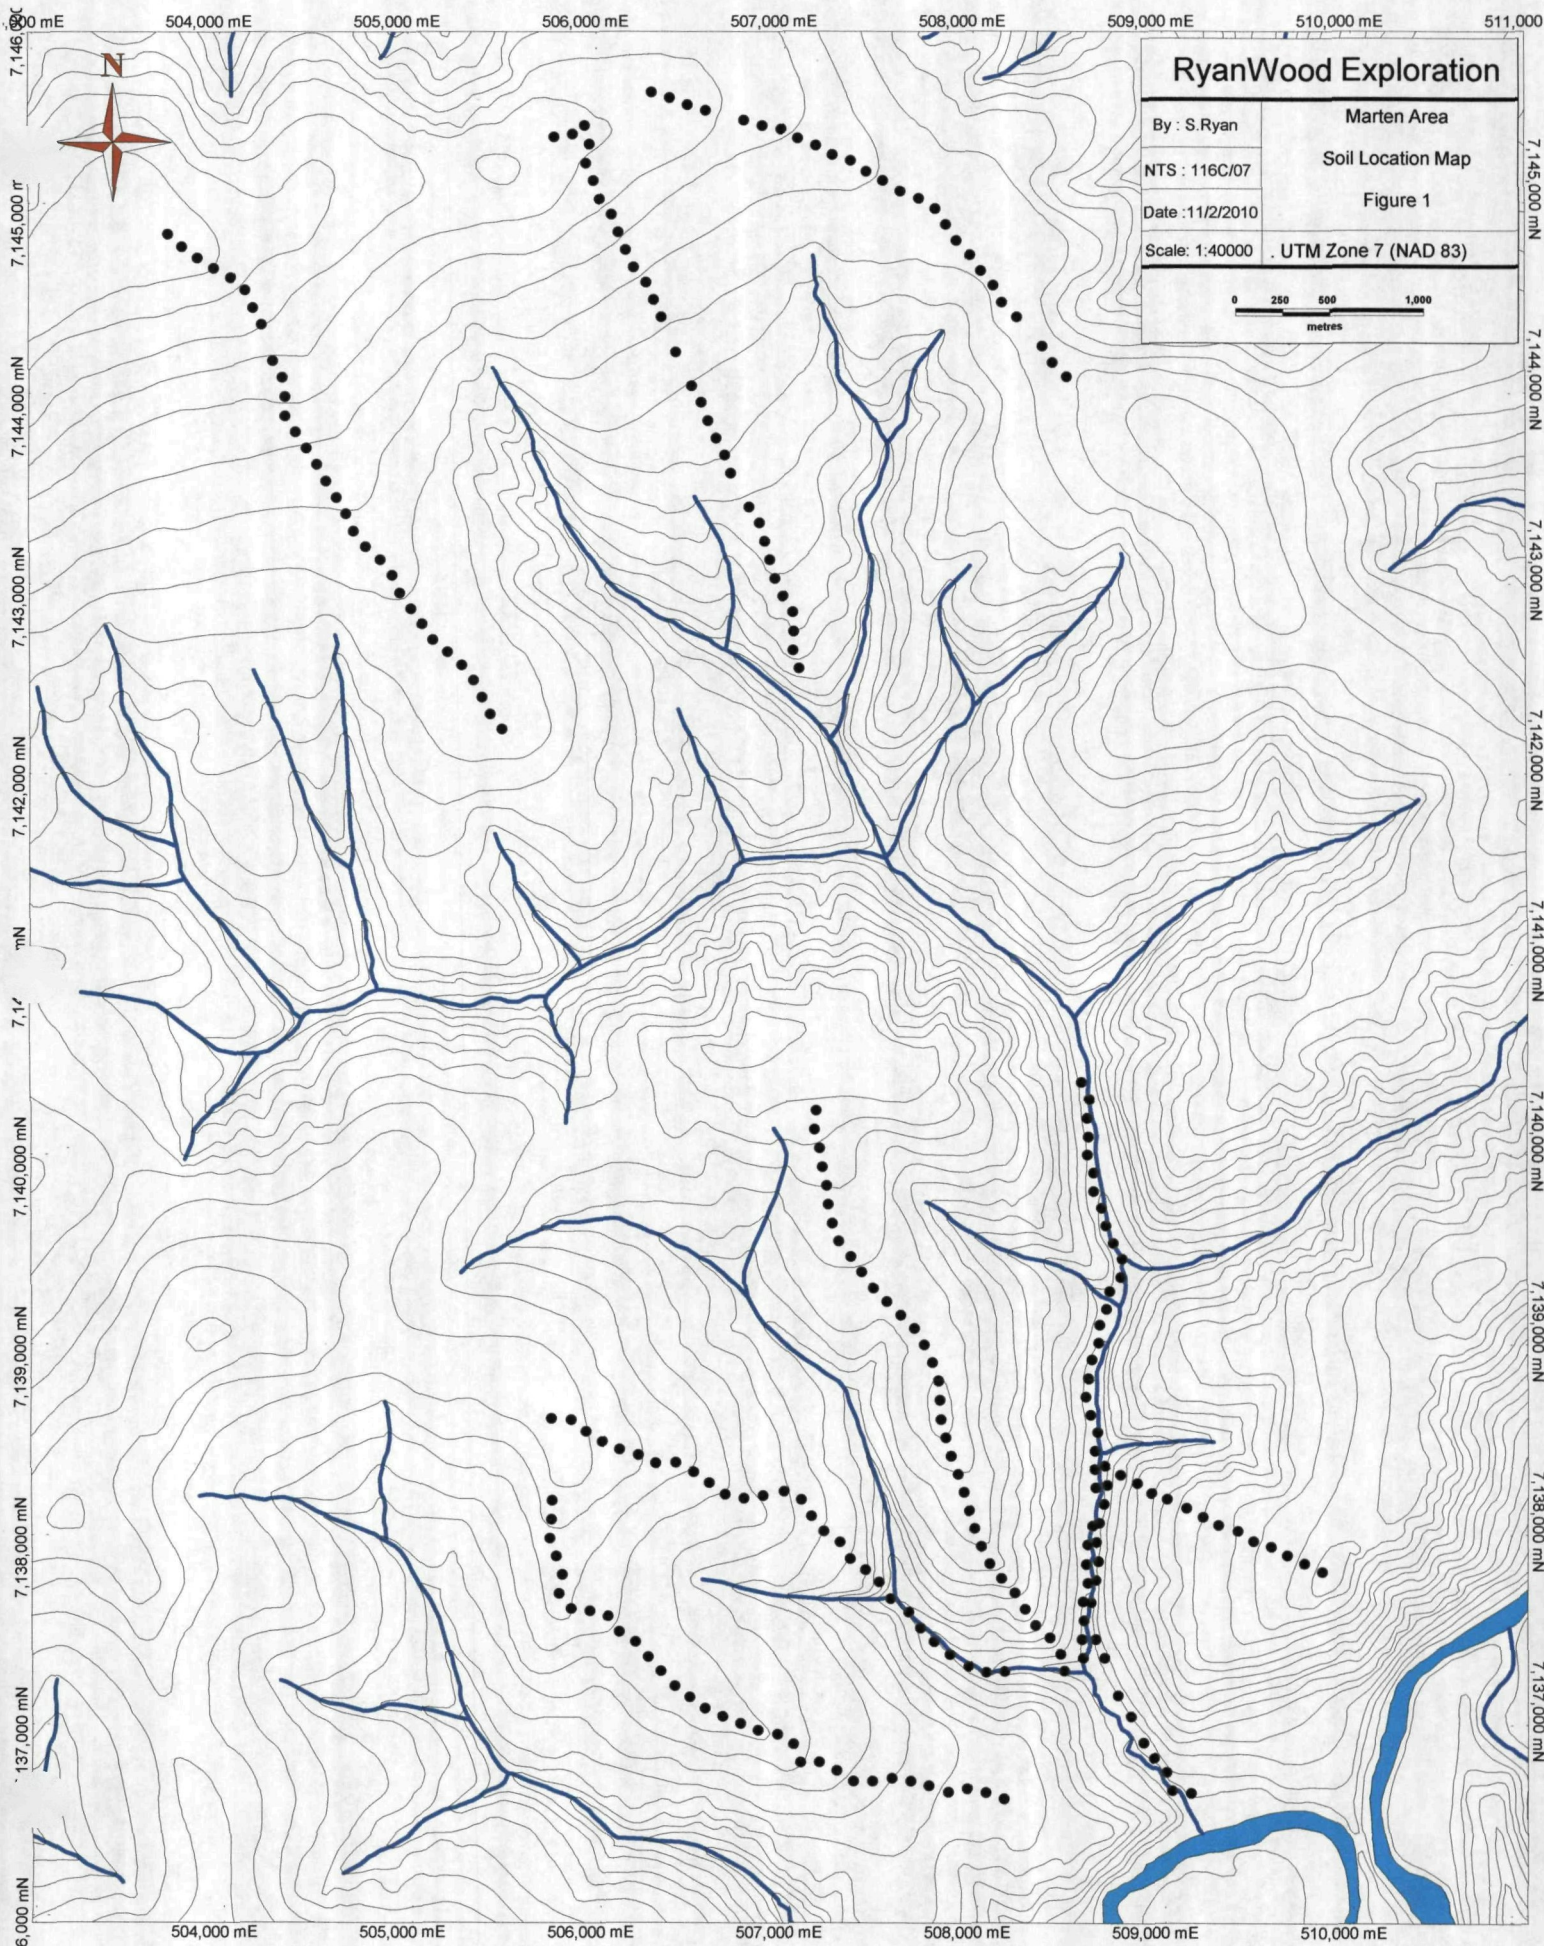 504,000 mE 505,000 mE 506,000 mE 507,000 mE 508,000 mE 509,000 mE 510,000 mE 511,000
N
RyanWood Exploration
By : S.Ryan
Marten Area
NTS : 116C/07
Soil Location Map
Date :11/2/2010
Figure 1
Scale: 1:40000
. UTM Zone 7 (NAD 83)
0 250 500 1,000
metres
7,145,000
7,144,000 mN
7,143,000 mN
7,142,000 mN
mN
7,140,000 mN
7,139,000 mN
7,138,000 mN
137,000 mN
6,000 mN
7,145,000 mN
7,144,000 mN
7,143,000 mN
7,142,000 mN
7,141,000 mN
7,140,000 mN
7,139,000 mN
7,138,000 mN
7,137,000 mN
504,000 mE 505,000 mE 506,000 mE 507,000 mE 508,000 mE 509,000 mE 510,000 mE